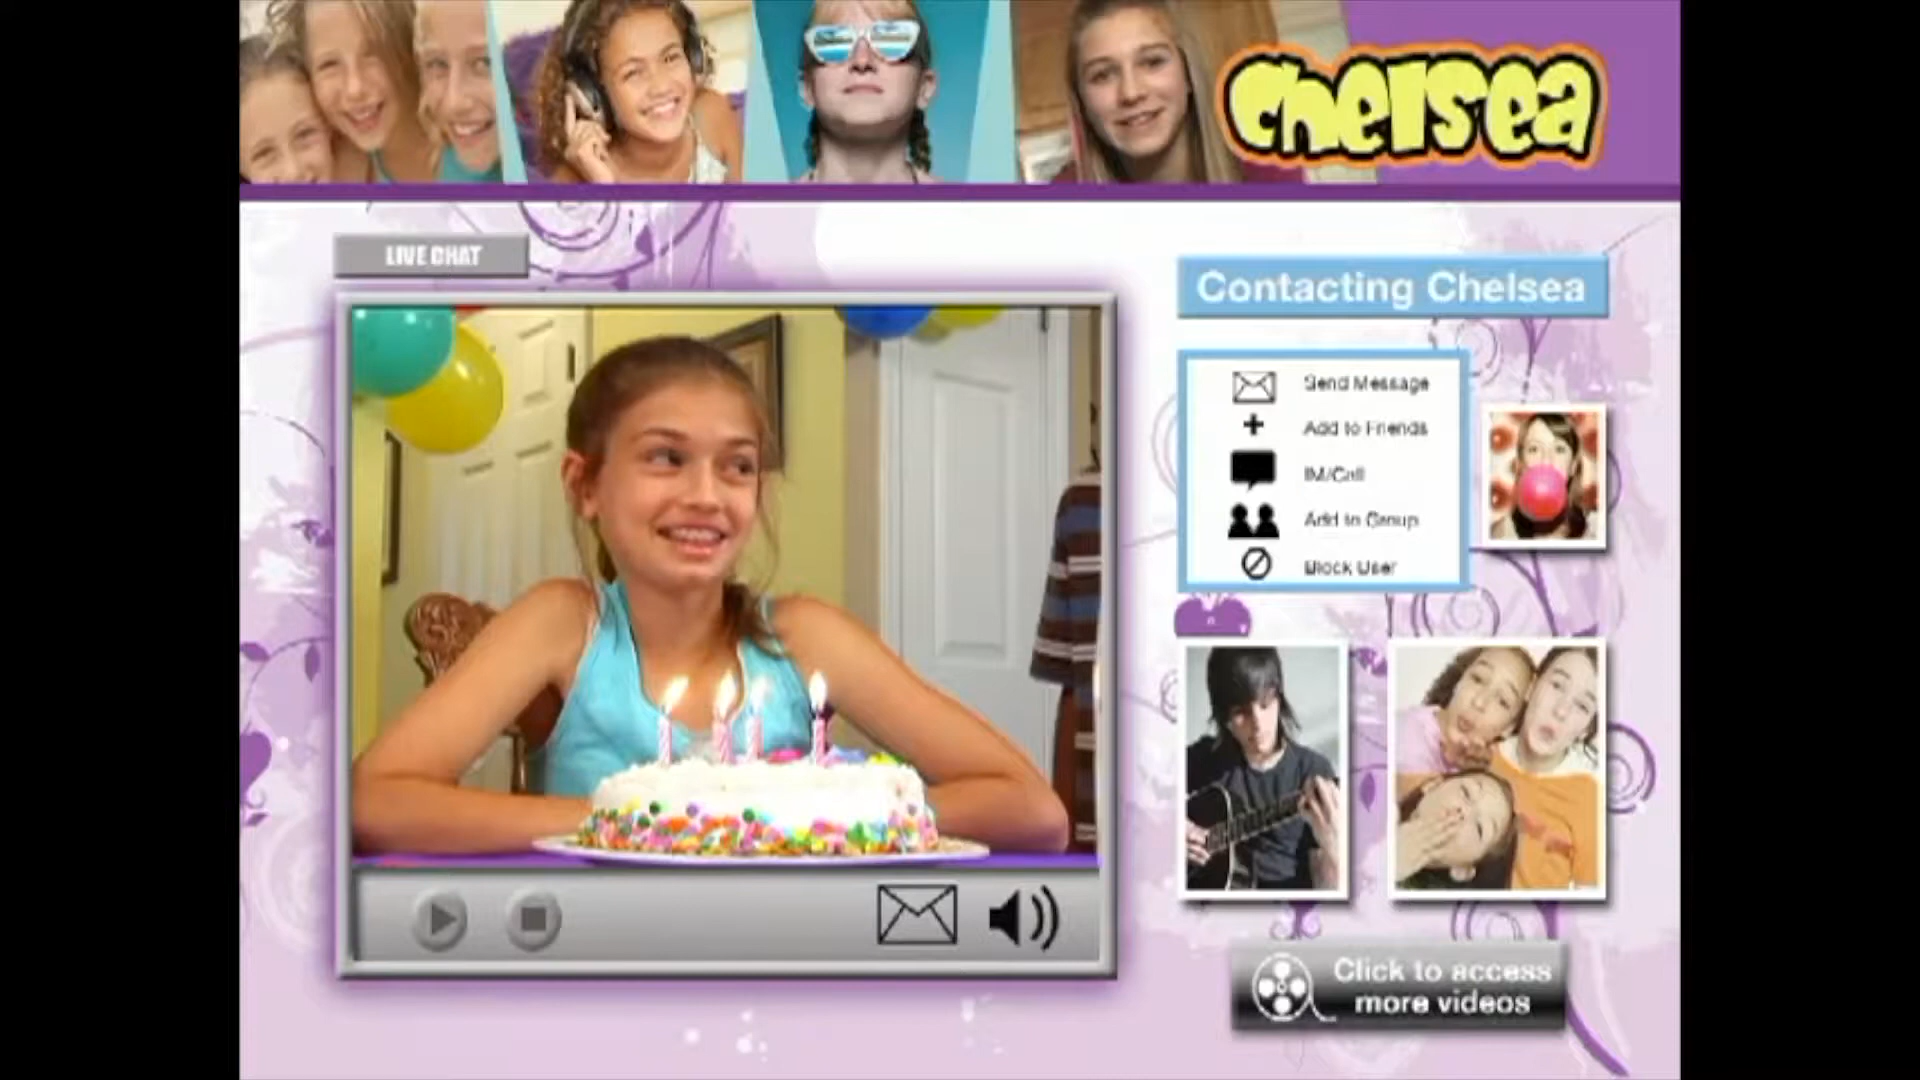 Chelsea
LIVE CHAT
Contacting Chelsea
Send Message
Add to Friends
IM/Call
Add to Group
Block User
Click to access
more videos